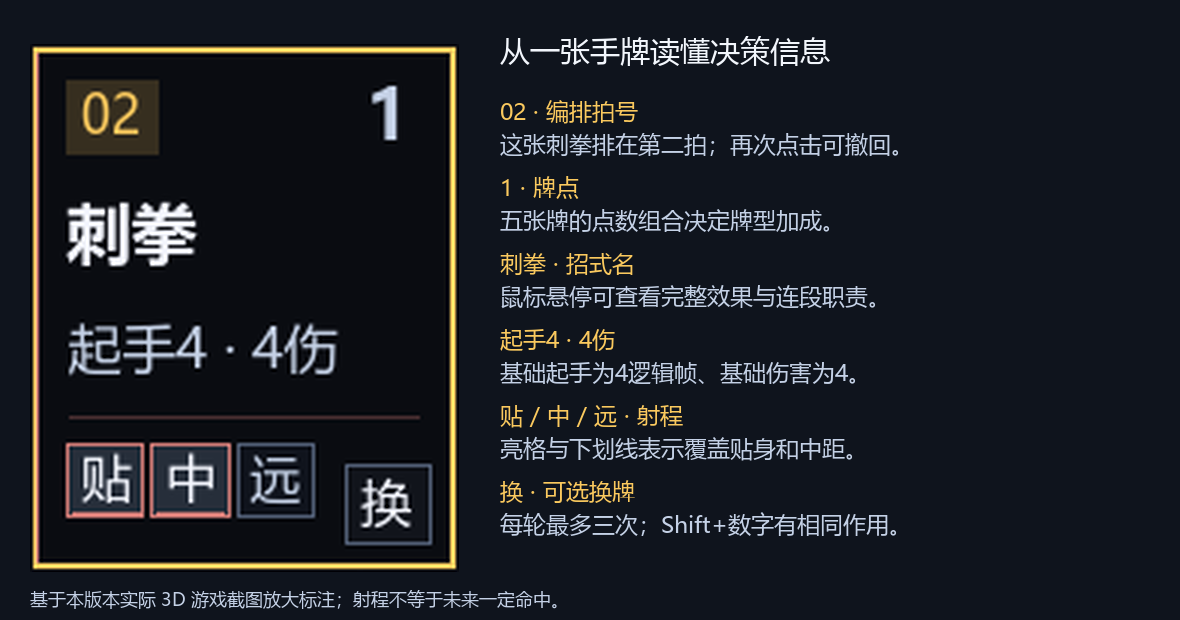 从一张手牌读懂决策信息
02
1
刺拳
起手4 · 4伤
贴 中 远
换
02 · 编排拍号
这张刺拳排在第二拍；再次点击可撤回。
1 · 牌点
五张牌的点数组合决定牌型加成。
刺拳 · 招式名
鼠标悬停可查看完整效果与连段职责。
起手4 · 4伤
基础起手为4逻辑帧、基础伤害为4。
贴 / 中 / 远 · 射程
亮格与下划线表示覆盖贴身和中距。
换 · 可选换牌
每轮最多三次；Shift+数字有相同作用。
基于本版本实际 3D 游戏截图放大标注；射程不等于未来一定命中。